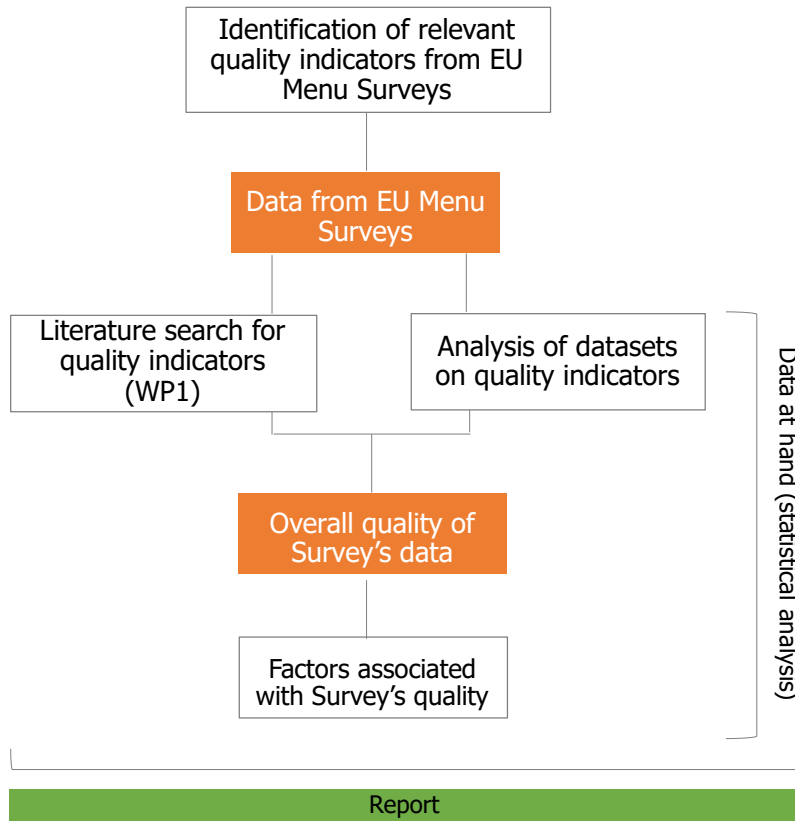 Identification of relevant
quality indicators from EU
Menu Surveys
Data from EU Menu
Surveys
Literature search for
quality indicators
(WP1)
Analysis of datasets
on quality indicators
Data at hand (statistical analysis)
Overall quality of
Survey’s data
Factors associated
with Survey’s quality
Report